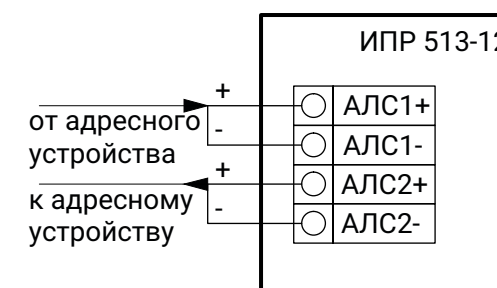 ИПР 513-12
+
АЛС1+
от адресного
-
АЛС1-
устройства
+
АЛС2+
к адресному
-
АЛС2-
устройству